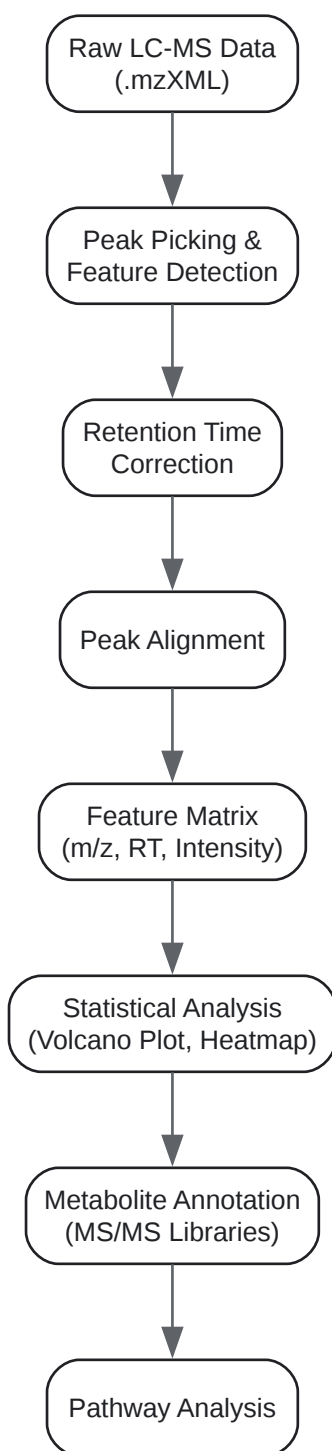 Raw LC-MS Data
(.mzXML)
Peak Picking &
Feature Detection
Retention Time
Correction
Peak Alignment
Feature Matrix
(m/z, RT, Intensity)
Statistical Analysis
(Volcano Plot, Heatmap)
Metabolite Annotation
(MS/MS Libraries)
Pathway Analysis